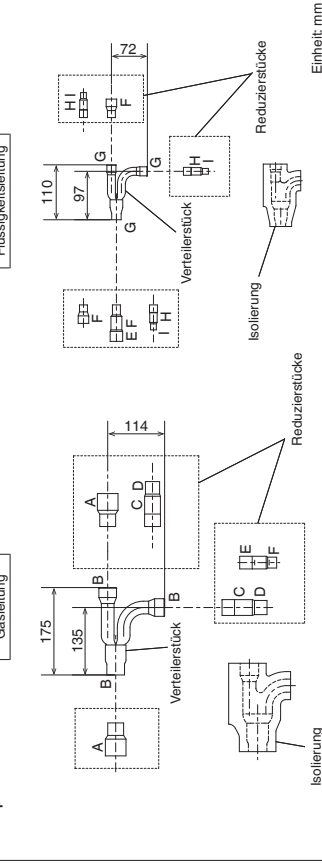 Gasleitung
175
135
114
B
B
B
A
A
C D
C
D
E
F
Verteilerstück
Reduzierstücke
Isolierung
Flüssigkeitsleitung
110
97
72
G
G
G
H I
F
F
E F
I H
H
I
Verteilerstück
Reduzierstücke
Isolierung
Einheit: mm